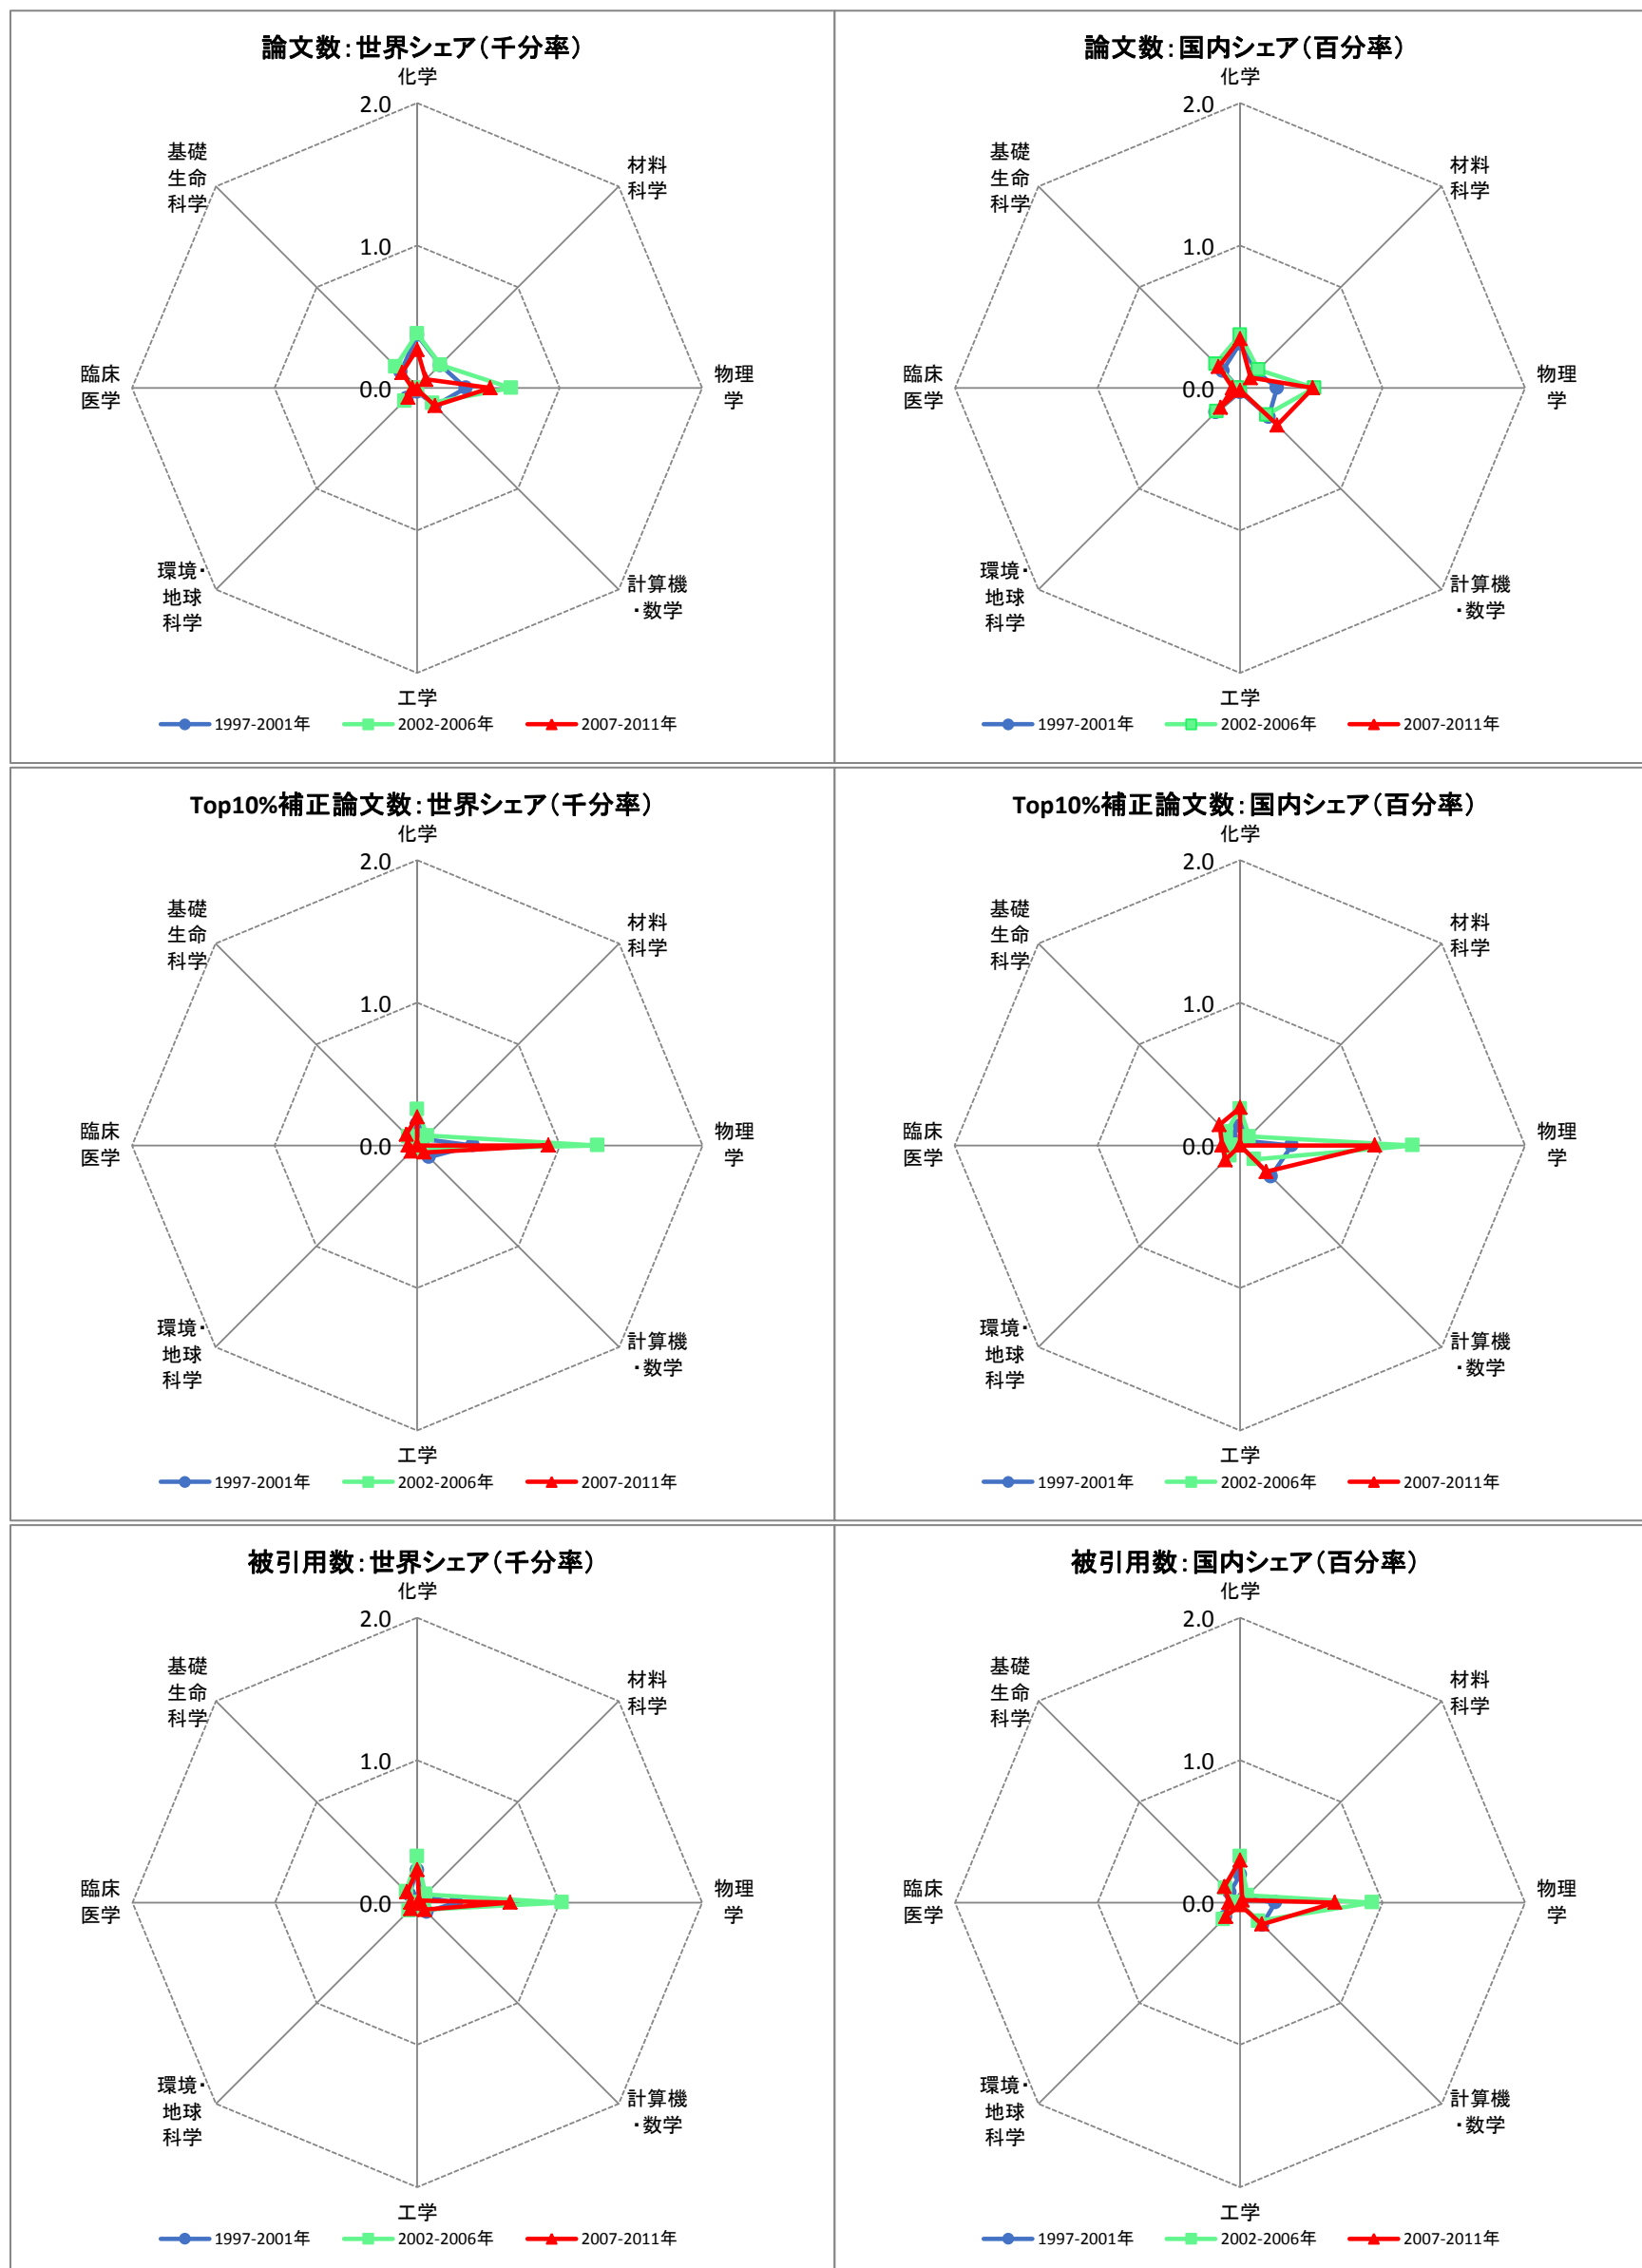 論文数：世界シェア（千分率）
化学
2.0
基礎
生命
科学
材料
科学
1.0
臨床
医学
0.0
物理
学
環境・
地球
科学
計算機
・数学
工学
1997-2001年 2002-2006年 2007-2011年
論文数：国内シェア（百分率）
化学
2.0
基礎
生命
科学
材料
科学
1.0
臨床
医学
0.0
物理
学
環境・
地球
科学
計算機
・数学
工学
1997-2001年 2002-2006年 2007-2011年
Top10%補正論文数：世界シェア（千分率）
化学
2.0
基礎
生命
科学
材料
科学
1.0
臨床
医学
0.0
物理
学
環境・
地球
科学
計算機
・数学
工学
1997-2001年 2002-2006年 2007-2011年
Top10%補正論文数：国内シェア（百分率）
化学
2.0
基礎
生命
科学
材料
科学
1.0
臨床
医学
0.0
物理
学
環境・
地球
科学
計算機
・数学
工学
1997-2001年 2002-2006年 2007-2011年
被引用数：世界シェア（千分率）
化学
2.0
基礎
生命
科学
材料
科学
1.0
臨床
医学
0.0
物理
学
環境・
地球
科学
計算機
・数学
工学
1997-2001年 2002-2006年 2007-2011年
被引用数：国内シェア（百分率）
化学
2.0
基礎
生命
科学
材料
科学
1.0
臨床
医学
0.0
物理
学
環境・
地球
科学
計算機
・数学
工学
1997-2001年 2002-2006年 2007-2011年